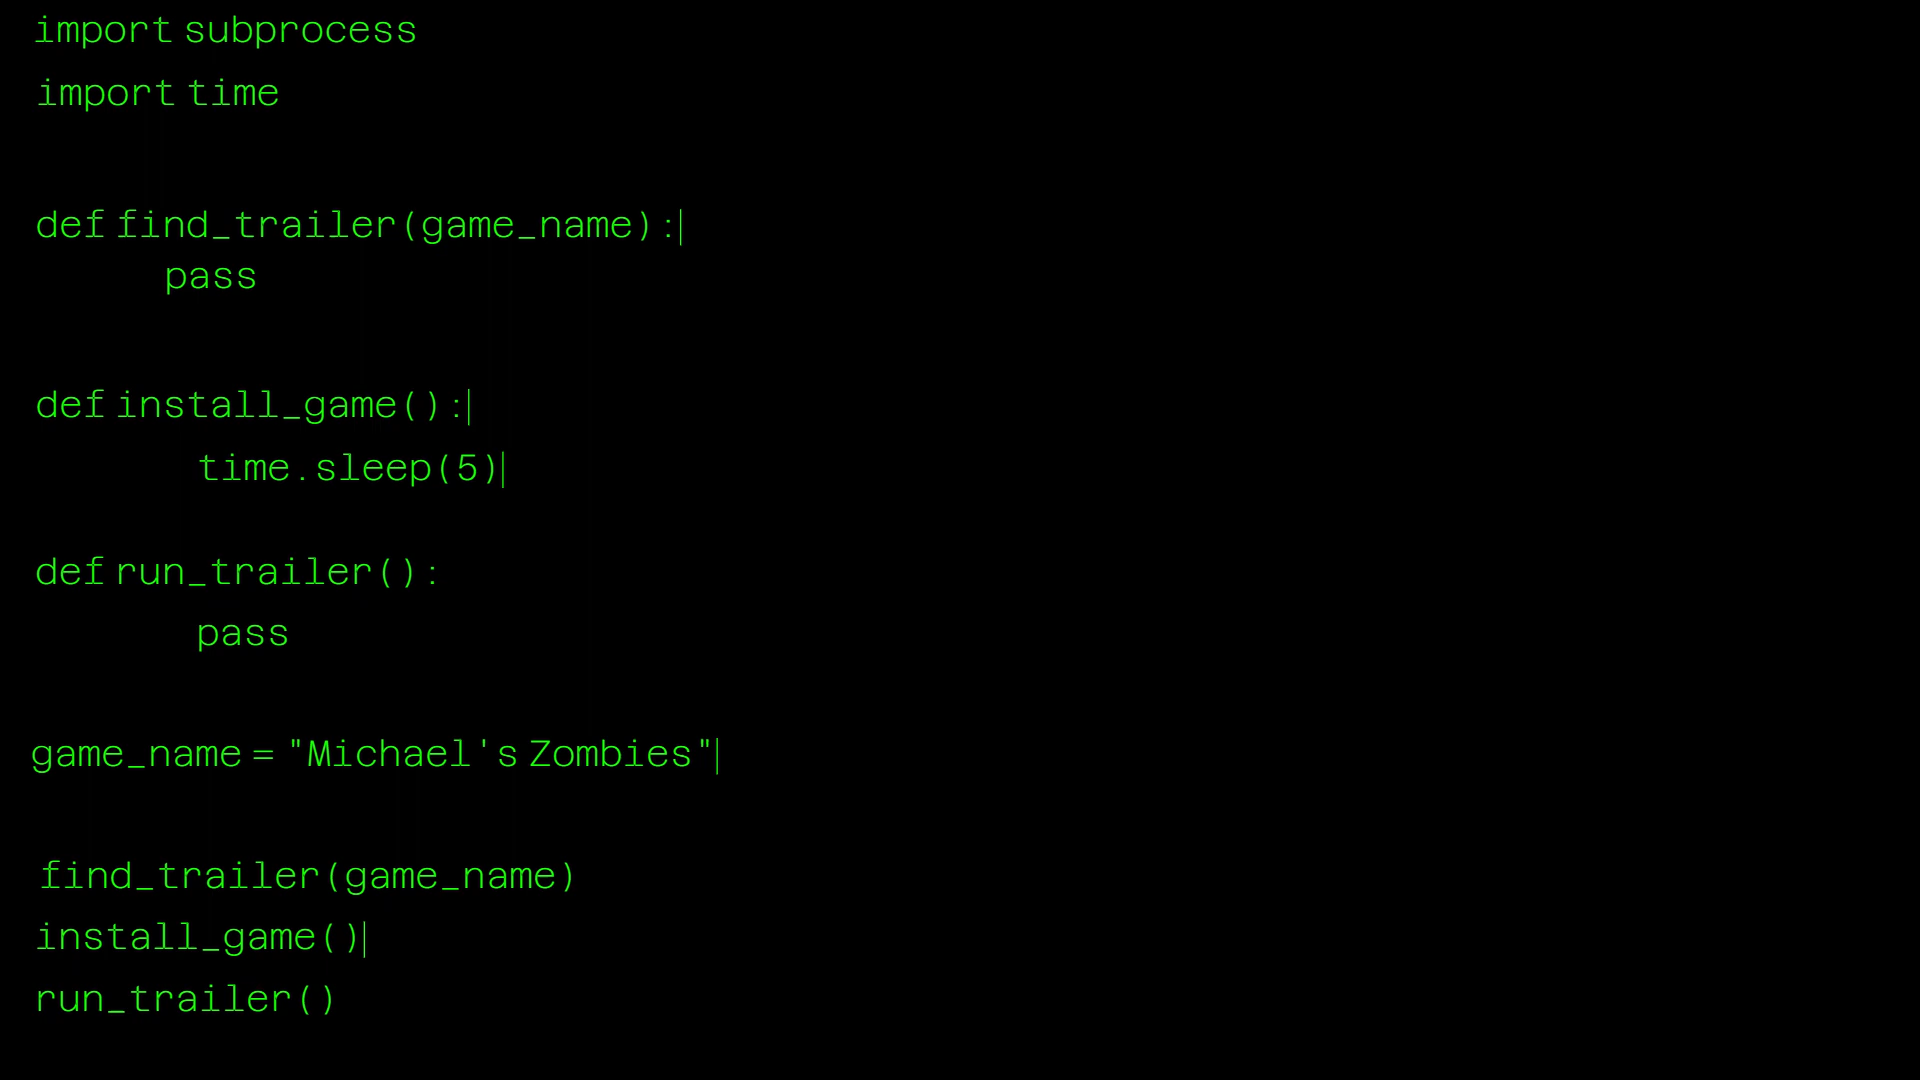 import subprocess
import time
def find_trailer(game_name):|
pass
def install_game():|
time.sleep(5)|
def run_trailer():
pass
game_name = "Michael's Zombies"|
find_trailer(game_name)
install_game()|
run_trailer()